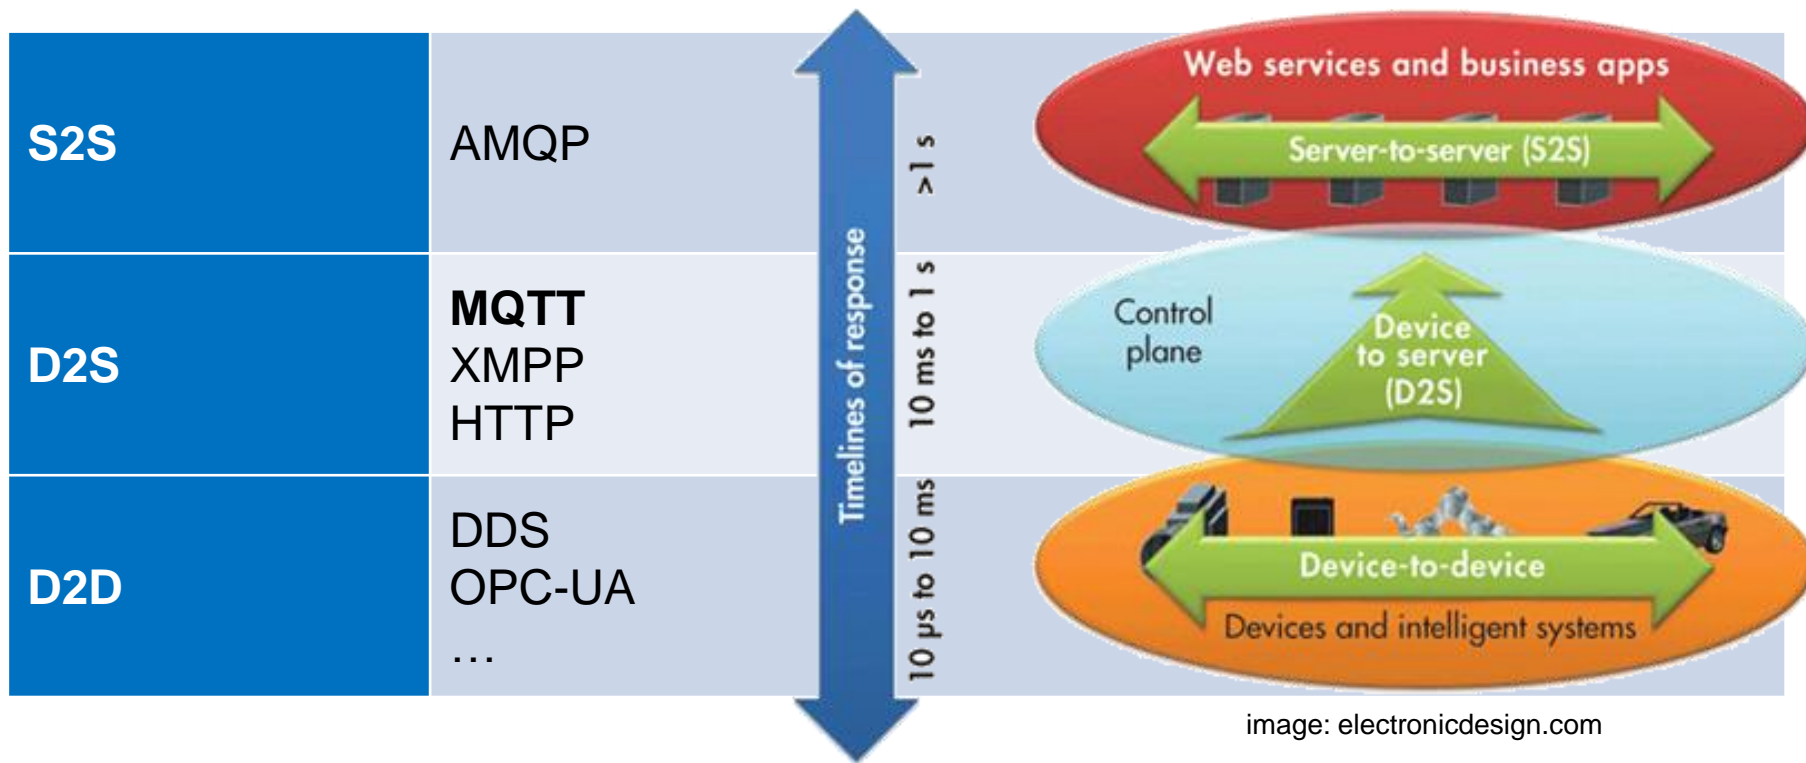 S2S
AMQP
>1 s
Web services and business apps
Server-to-server (S2S)
Timelines of response
D2S
MQTT
XMPP
HTTP
10 ms to 1 s
Control
plane
Device
to server
(D2S)
D2D
DDS
OPC-UA
…
10 µs to 10 ms
Device-to-device
Devices and intelligent systems
image: electronicdesign.com